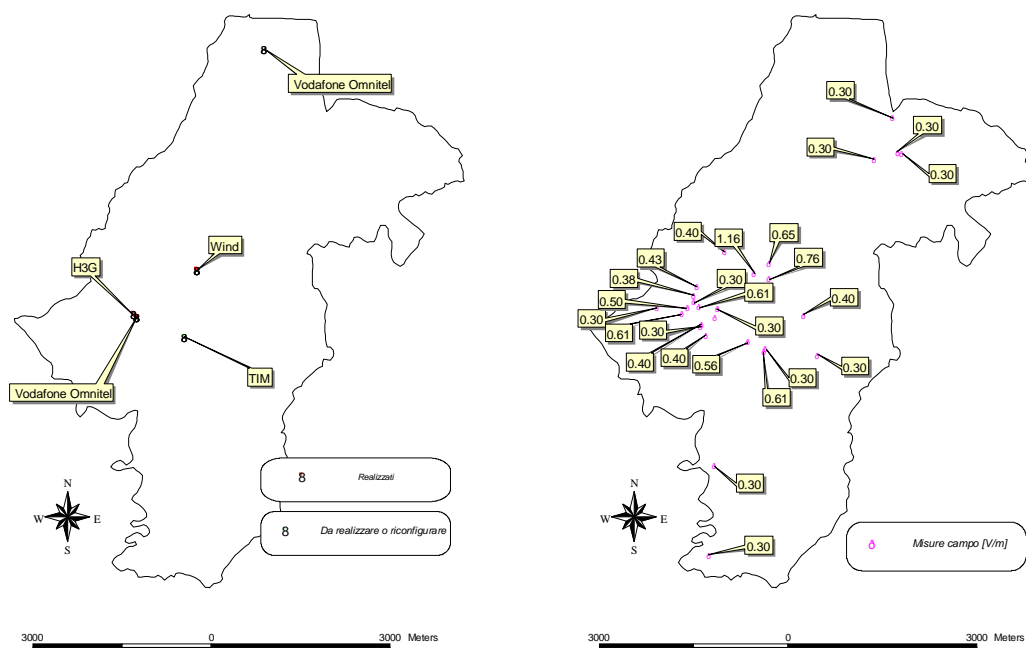 Vodafone Omnitel
Wind
H3G
Vodafone Omnitel
TIM
Realizzati
Da realizzare o riconfigurare
N
W E
S
3000 0 3000 Meters
0.30
0.30
0.30
0.30
0.40
1.16
0.65
0.43
0.76
0.38
0.30
0.50
0.61
0.40
0.30
0.61
0.30
0.30
0.40
0.40
0.56
0.30
0.30
0.61
0.30
0.30
Misure campo [V/m]
N
W E
S
3000 0 3000 Meters